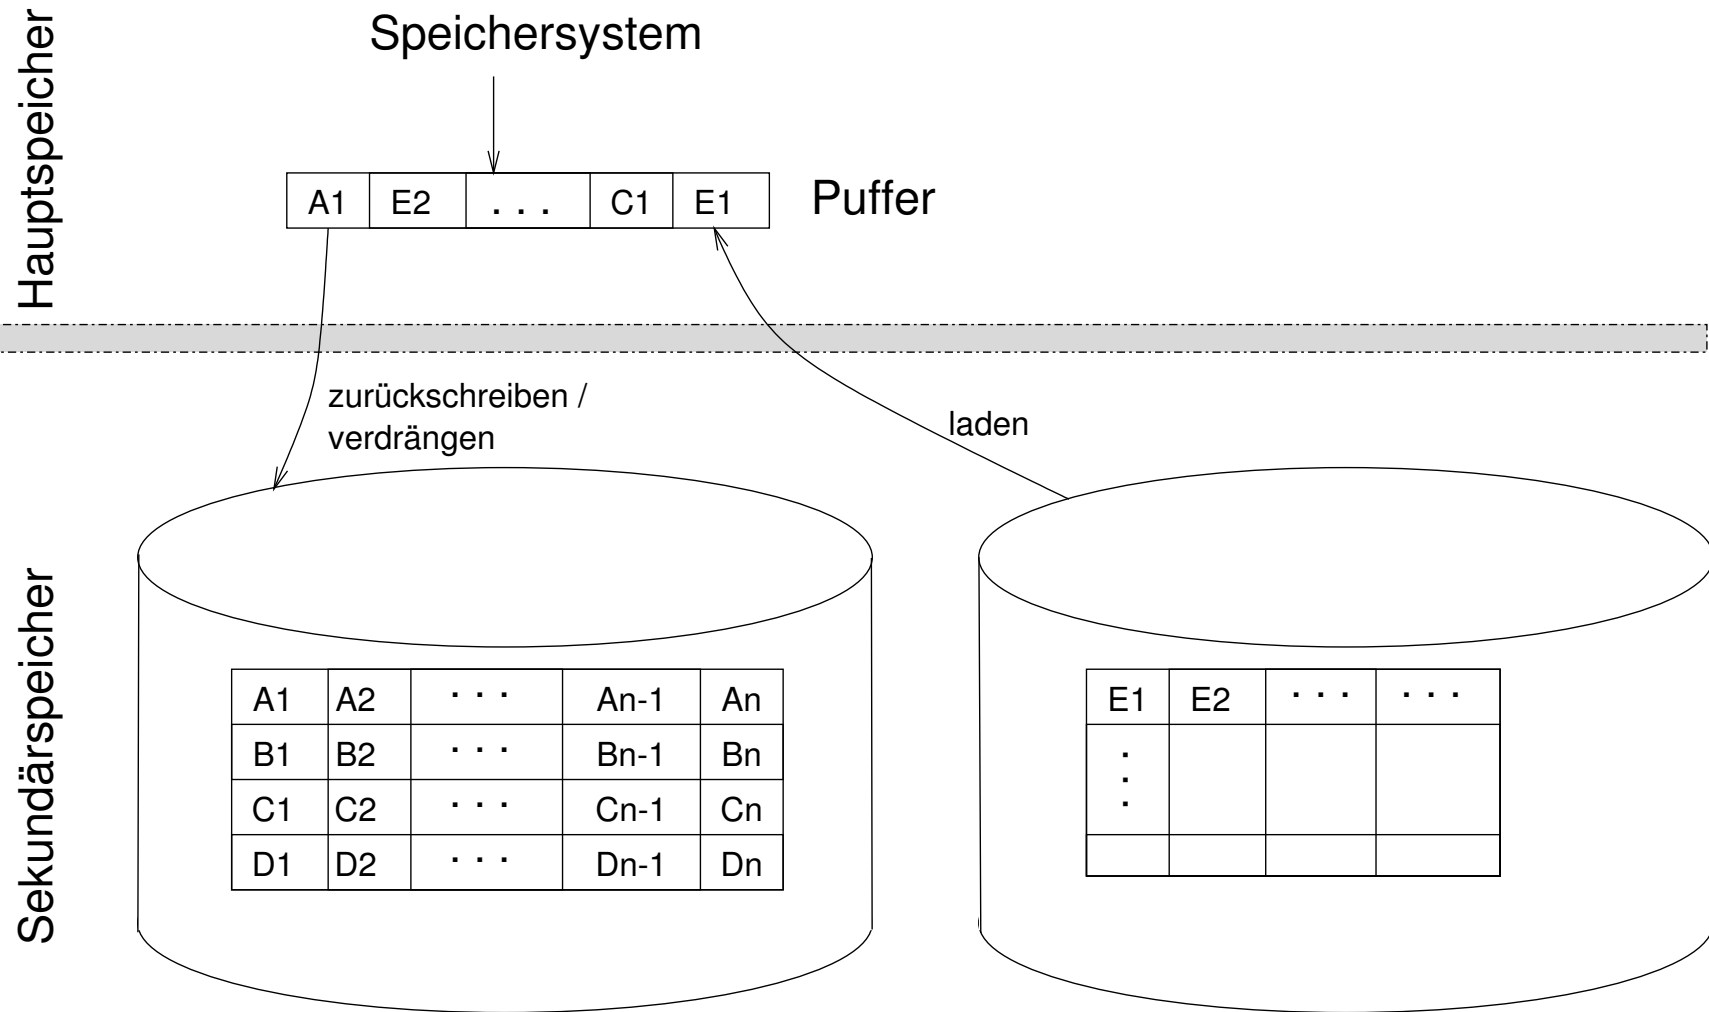 Hauptspeicher
Speichersystem
A1 E2 . . . C1 E1
Puffer
zurückschreiben /
verdrängen
laden
Sekundärspeicher
A1 A2 . . . An-1 An
B1 B2 . . . Bn-1 Bn
C1 C2 . . . Cn-1 Cn
D1 D2 . . . Dn-1 Dn
E1 E2 . . . . . .
. . .